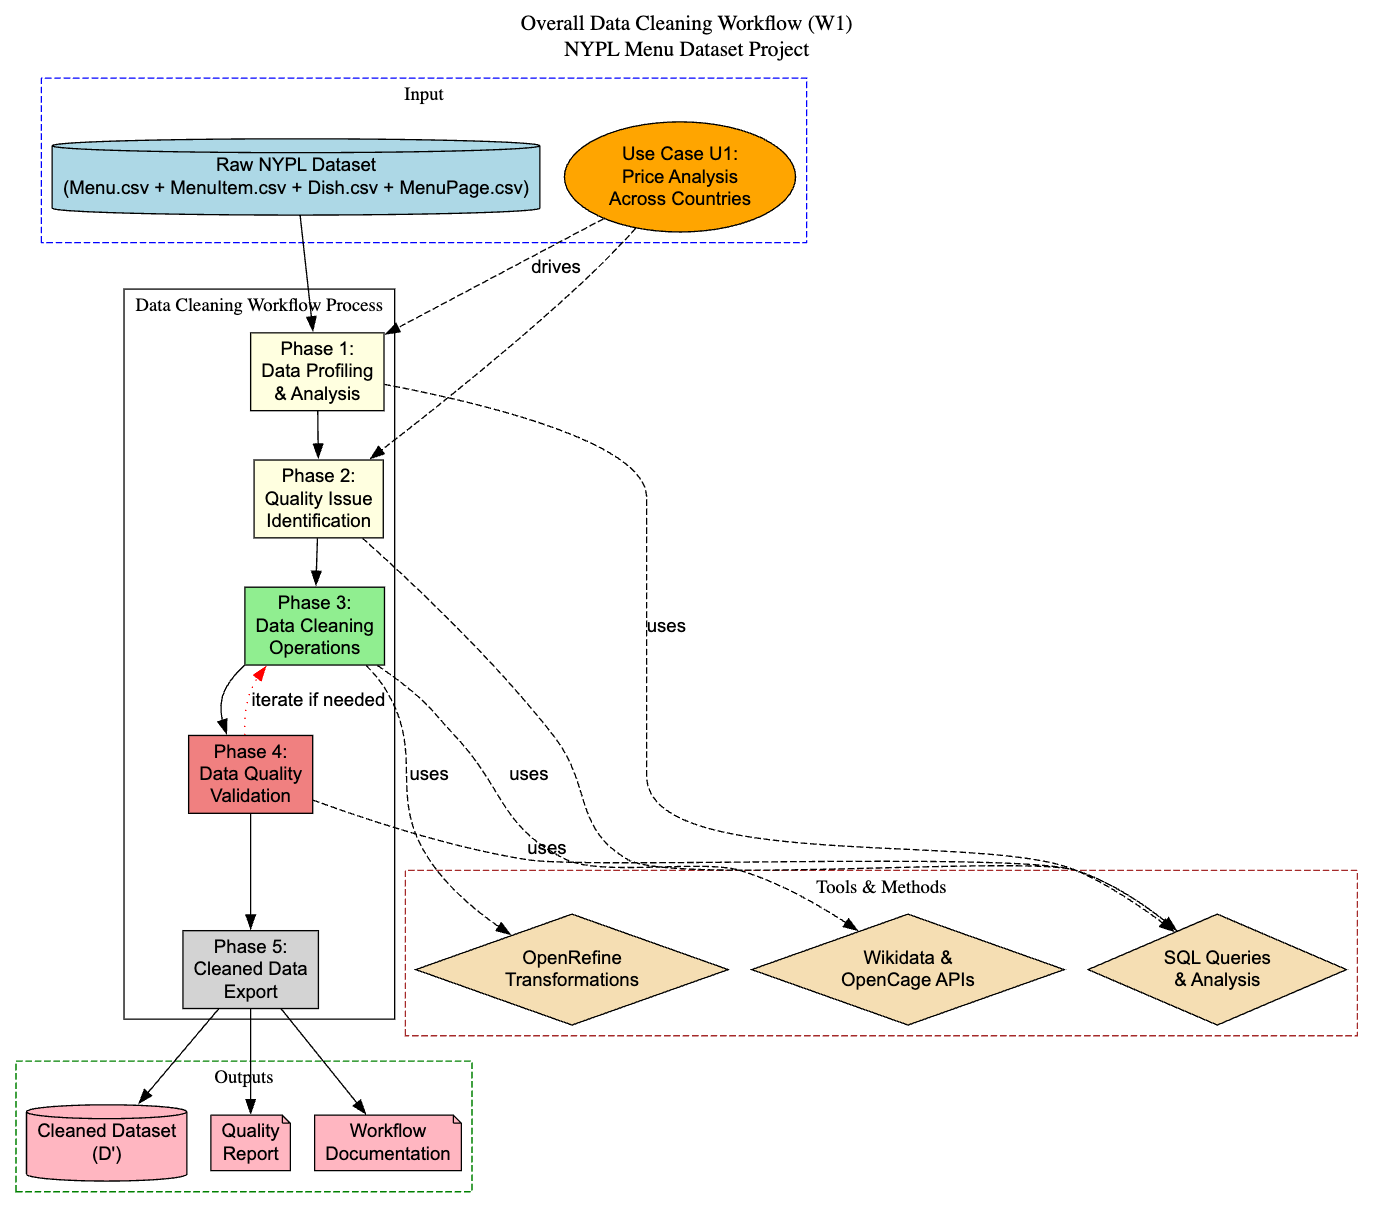 Overall Data Cleaning Workflow (W1)
NYPL Menu Dataset Project
Input
Raw NYPL Dataset
(Menu.csv + MenuItem.csv + Dish.csv + MenuPage.csv)
Use Case U1:
Price Analysis
Across Countries
drives
Data Cleaning Workflow Process
Phase 1:
Data Profiling
& Analysis
Phase 2:
Quality Issue
Identification
Phase 3:
Data Cleaning
Operations
uses
iterate if needed
Phase 4:
Data Quality
Validation
uses
uses
uses
Tools & Methods
OpenRefine
Transformations
Wikidata &
OpenCage APIs
SQL Queries
& Analysis
Phase 5:
Cleaned Data
Export
Outputs
Cleaned Dataset
(D')
Quality
Report
Workflow
Documentation